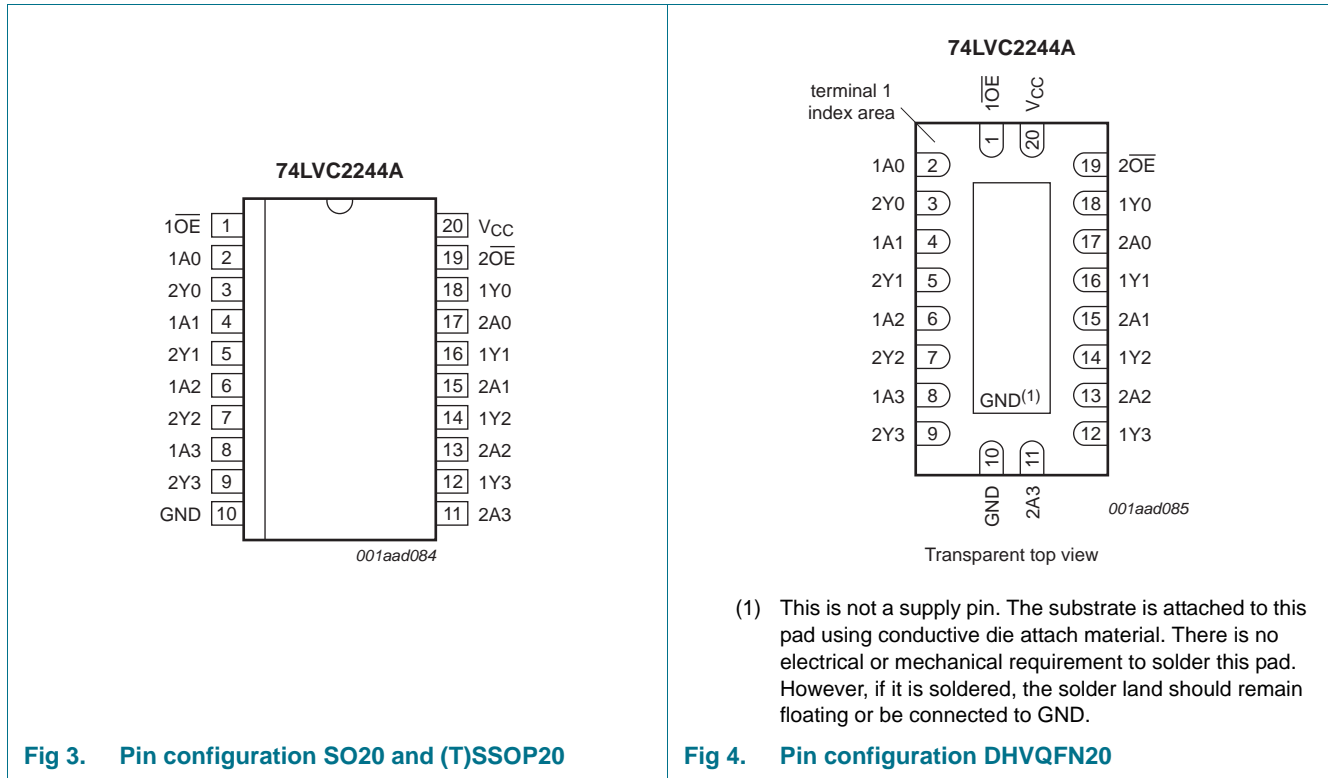 74LVC2244A
1OE 1
1A0 2
2Y0 3
1A1 4
2Y1 5
1A2 6
2Y2 7
1A3 8
2Y3 9
GND 10
20 VCC
19 2OE
18 1Y0
17 2A0
16 1Y1
15 2A1
14 1Y2
13 2A2
12 1Y3
11 2A3
001aad084
Fig 3. Pin configuration SO20 and (T)SSOP20
74LVC2244A
terminal 1
index area
1OE
VCC
1
20
1A0 2
2Y0 3
1A1 4
2Y1 5
1A2 6
2Y2 7
1A3 8
2Y3 9
19 2OE
18 1Y0
17 2A0
16 1Y1
15 2A1
14 1Y2
13 2A2
12 1Y3
GND(1)
10
11
GND
2A3
001aad085
Transparent top view
(1) This is not a supply pin. The substrate is attached to this
pad using conductive die attach material. There is no
electrical or mechanical requirement to solder this pad.
However, if it is soldered, the solder land should remain
floating or be connected to GND.
Fig 4. Pin configuration DHVQFN20